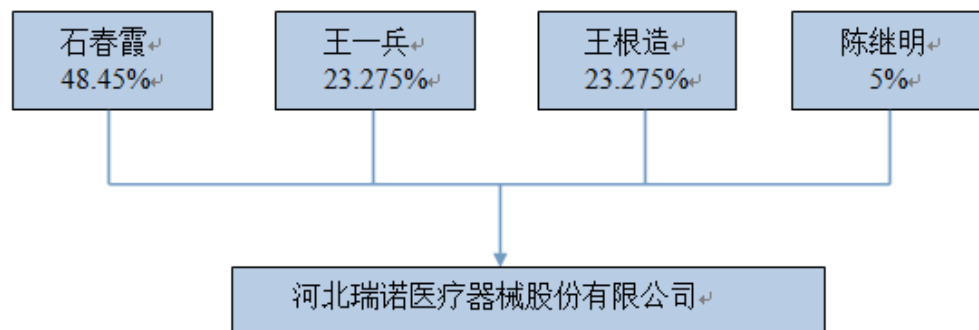 石春霞
48.45%
王一兵
23.275%
王根造
23.275%
陈继明
5%
河北瑞诺医疗器械股份有限公司